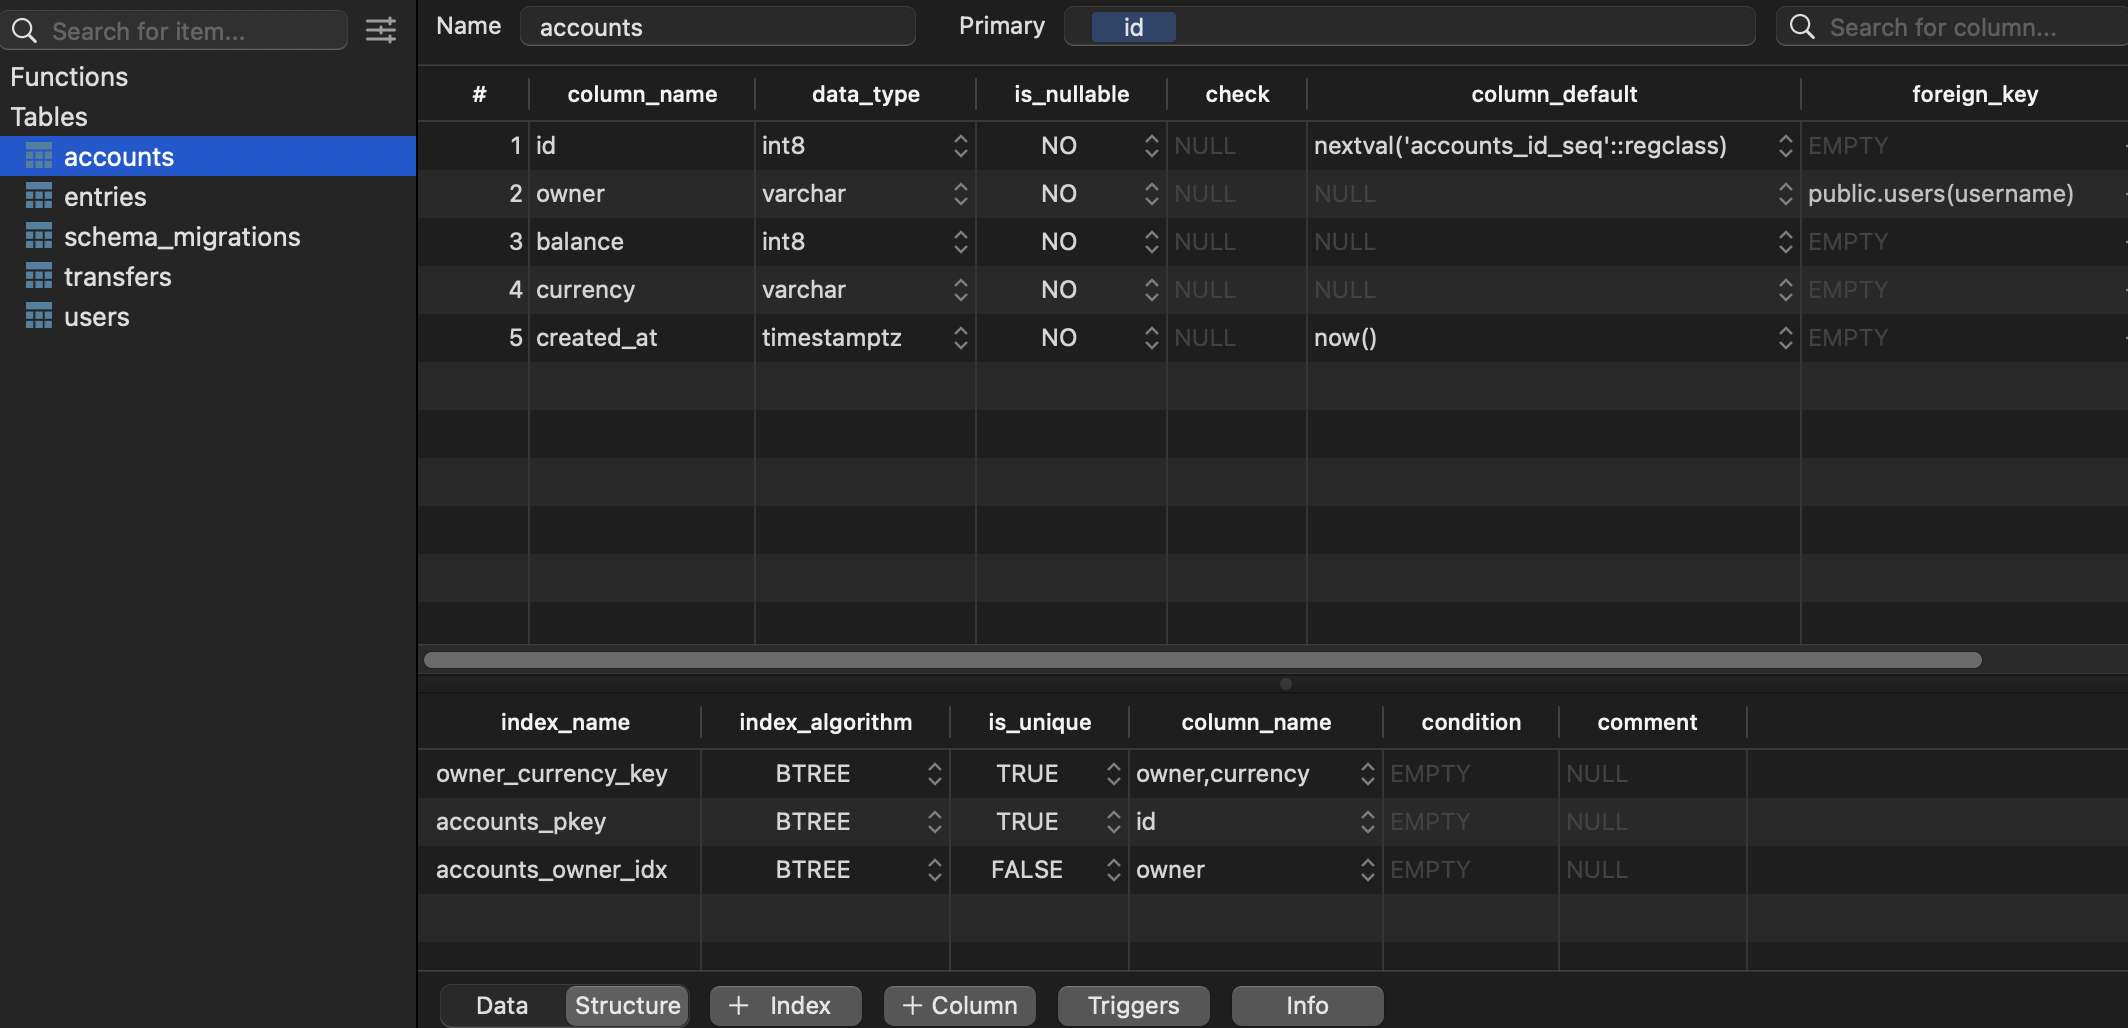 Search for item...
Functions
Tables
accounts
entries
schema_migrations
transfers
users
Name accounts Primary id Search for column...
# column_name data_type is_nullable check column_default foreign_key
1 id int8 NO NULL nextval('accounts_id_seq'::regclass) EMPTY
2 owner varchar NO NULL NULL public.users(username)
3 balance int8 NO NULL NULL EMPTY
4 currency varchar NO NULL NULL EMPTY
5 created_at timestamptz NO NULL now() EMPTY
index_name index_algorithm is_unique column_name condition comment
owner_currency_key BTREE TRUE owner,currency EMPTY NULL
accounts_pkey BTREE TRUE id EMPTY NULL
accounts_owner_idx BTREE FALSE owner EMPTY NULL
Data Structure + Index + Column Triggers Info